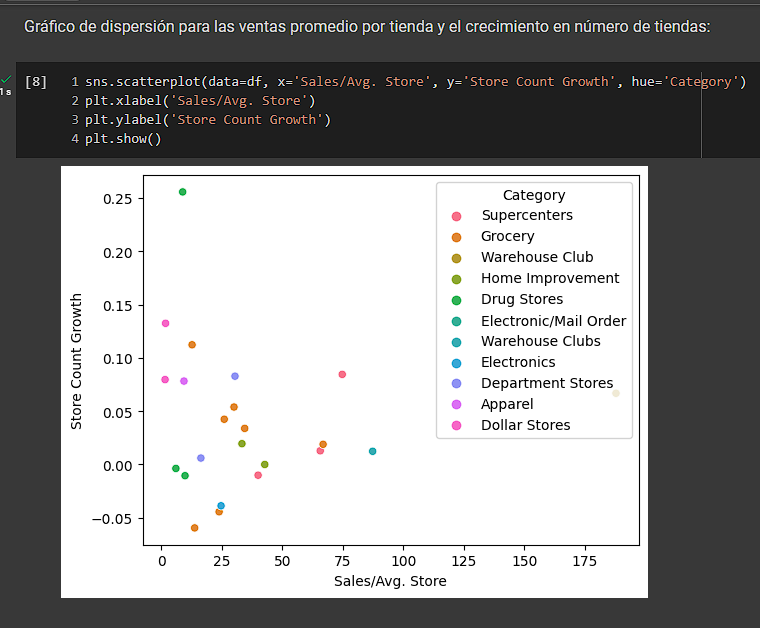 Gráfico de dispersión para las ventas promedio por tienda y el crecimiento en número de tiendas:
[8] 1 sns.scatterplot(data=df, x='Sales/Avg. Store', y='Store Count Growth', hue='Category')
1s 2 plt.xlabel('Sales/Avg. Store')
3 plt.ylabel('Store Count Growth')
4 plt.show()
Category
Supercenters
Grocery
Warehouse Club
Home Improvement
Drug Stores
Electronic/Mail Order
Warehouse Clubs
Electronics
Department Stores
Apparel
Dollar Stores
Store Count Growth
0.25
0.20
0.15
0.10
0.05
0.00
−0.05
0 25 50 75 100 125 150 175
Sales/Avg. Store